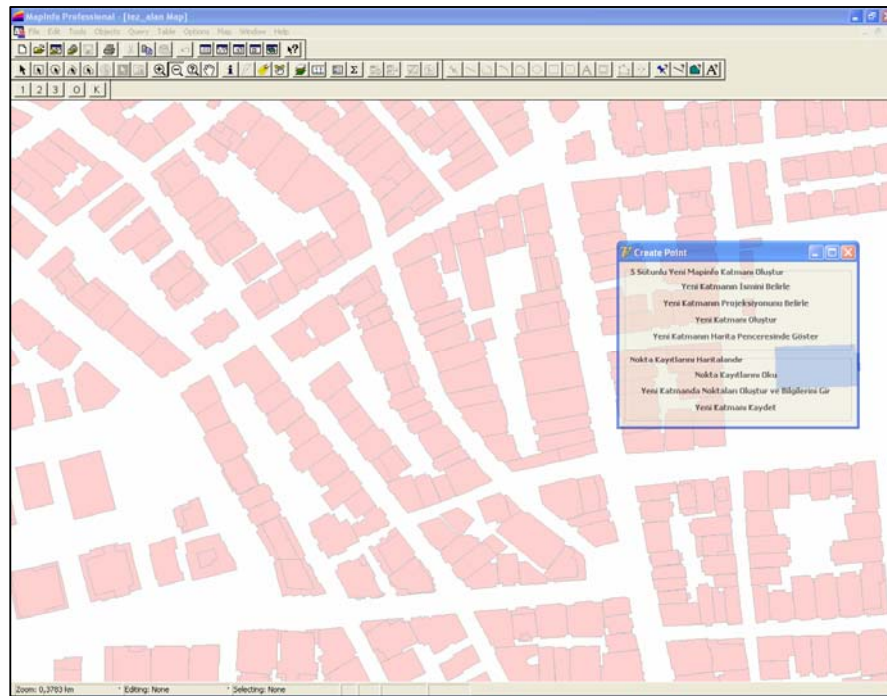 MapInfo Professional - [tez_alan Map]
File Edit Tools Objects Query Table Options Map Window Help
1 2 3 O K
Create Point
5 Sütunlu Yeni Mapinfo Katmanı Oluştur
Yeni Katmanın İsmini Belirle
Yeni Katmanın Projeksiyonunu Belirle
Yeni Katmanı Oluştur
Yeni Katmanın Harita Penceresinde Göster
Nokta Kayıtlarını Haritalandır
Nokta Kayıtlarını Oku
Yeni Katmanda Noktaları Oluştur ve Bilgilerini Gir
Yeni Katmanı Kaydet
Zoom: 0,3783 km Editing: None Selecting: None